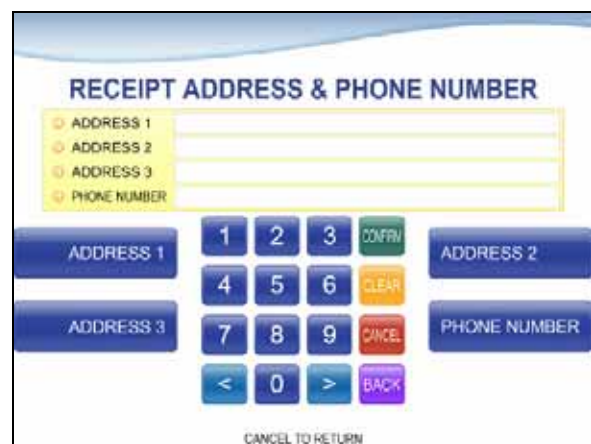 RECEIPT ADDRESS & PHONE NUMBER
ADDRESS 1
ADDRESS 2
ADDRESS 3
PHONE NUMBER
ADDRESS 1
1 2 3 CONFIRM
ADDRESS 2
4 5 6 CLEAR
ADDRESS 3
7 8 9 CANCEL
PHONE NUMBER
< 0 > BACK
CANCEL TO RETURN